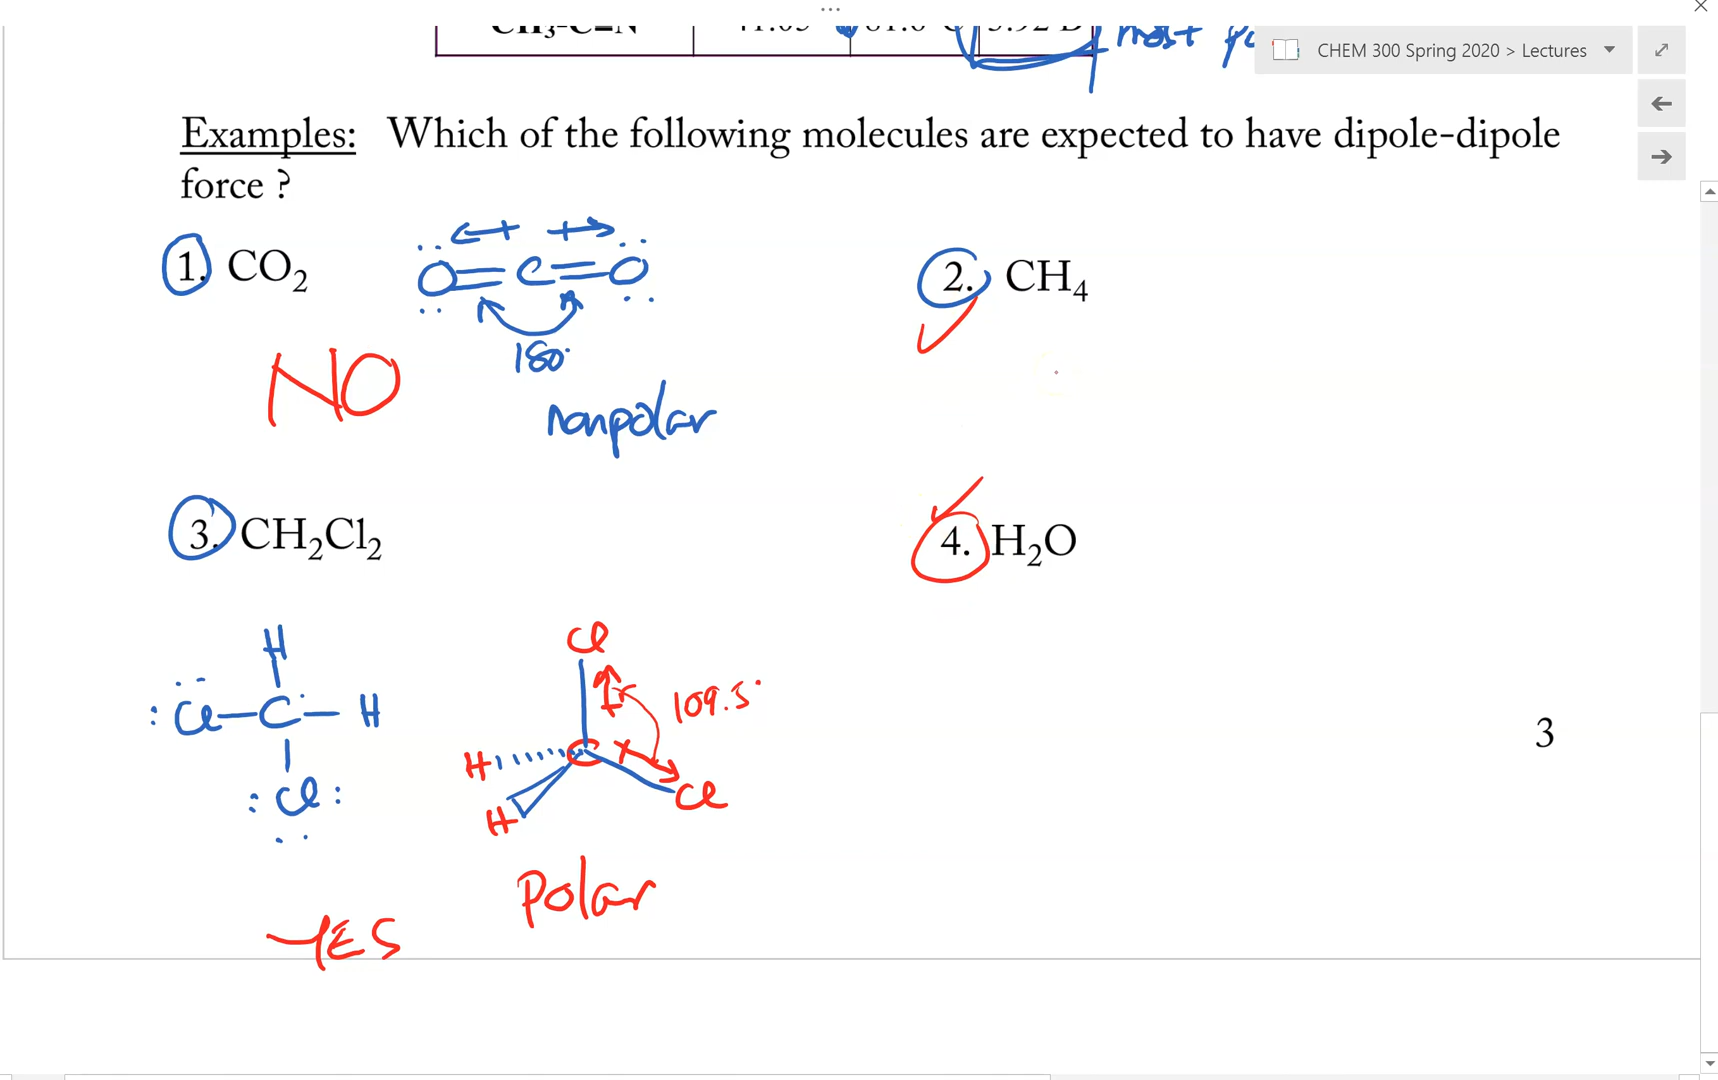 CHEM 300 Spring 2020 > Lectures
Examples: Which of the following molecules are expected to have dipole-dipole
force ?
1. CO₂
O=C=O
180°
NO
nonpolar
2. CH₄
3. CH₂Cl₂
4. H₂O
H
Cl-C-H
Cl
Cl
109.5°
H
C
H
Cl
Polar
YES
3